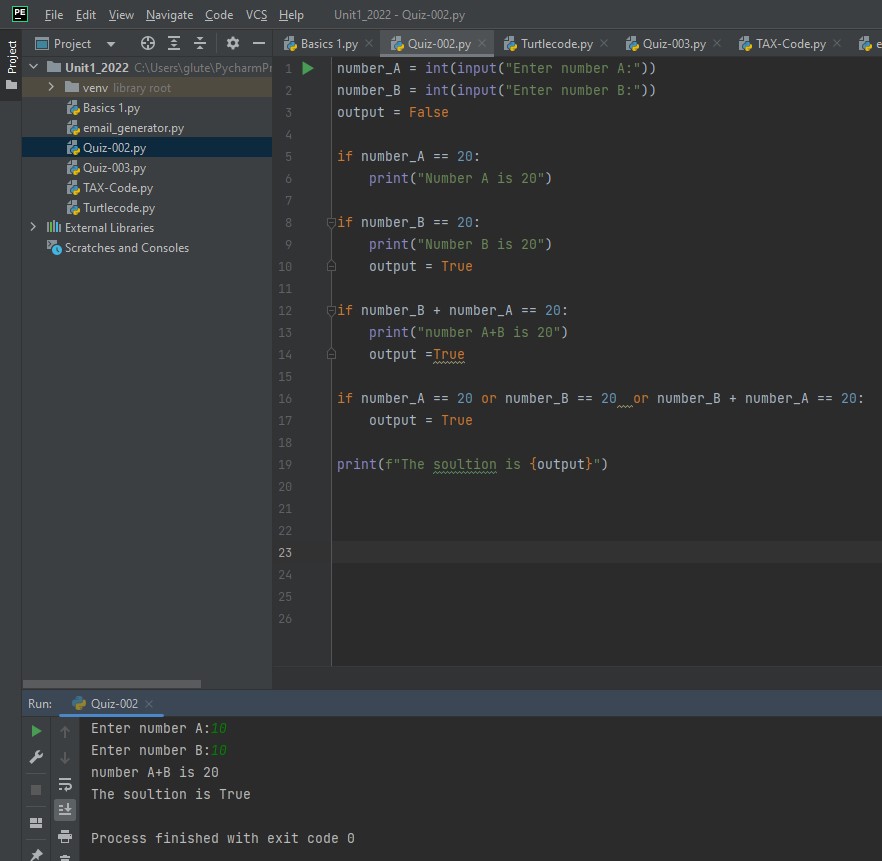 PE File Edit View Navigate Code VCS Help Unit1_2022 - Quiz-002.py
Project
Project Basics 1.py Quiz-002.py Turtlecode.py Quiz-003.py TAX-Code.py e
Unit1_2022 C:\Users\glute\PycharmPr
venv library root
Basics 1.py
email_generator.py
Quiz-002.py
Quiz-003.py
TAX-Code.py
Turtlecode.py
External Libraries
Scratches and Consoles
1 number_A = int(input("Enter number A:"))
2 number_B = int(input("Enter number B:"))
3 output = False
4
5 if number_A == 20:
6     print("Number A is 20")
7
8 if number_B == 20:
9     print("Number B is 20")
10     output = True
11
12 if number_B + number_A == 20:
13     print("number A+B is 20")
14     output =True
15
16 if number_A == 20 or number_B == 20  or number_B + number_A == 20:
17     output = True
18
19 print(f"The soultion is {output}")
20
21
22
23
24
25
26
Run: Quiz-002
Enter number A:10
Enter number B:10
number A+B is 20
The soultion is True
Process finished with exit code 0